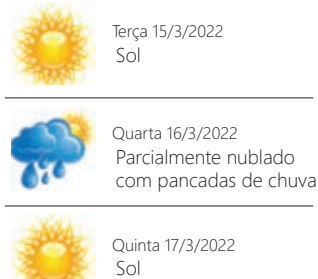 Terça 15/3/2022
Sol
Quarta 16/3/2022
Parcialmente nublado
com pancadas de chuva
Quinta 17/3/2022
Sol